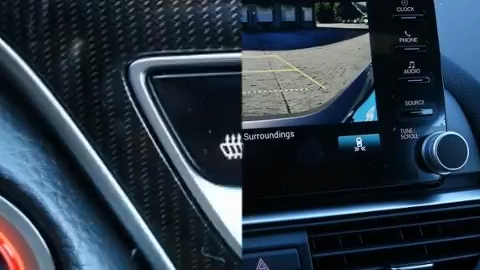 CLOCK
PHONE
AUDIO
SOURCE
Surroundings
TUNE/
SCROLL